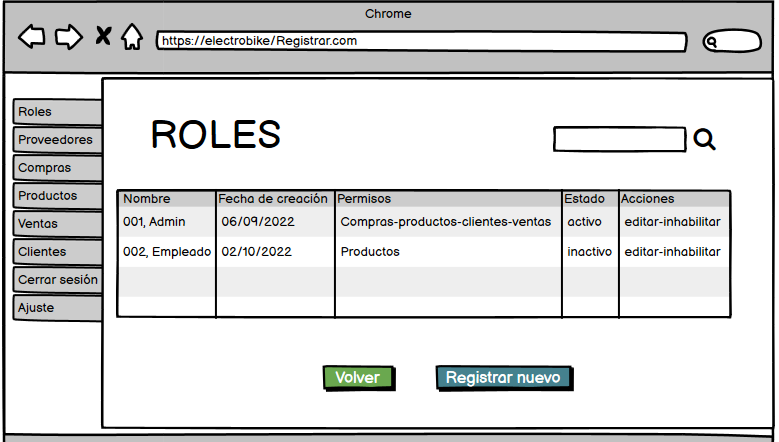 Chrome
https://electrobike/Registrar.com
Roles
Proveedores
Compras
Productos
Ventas
Clientes
Cerrar sesión
Ajuste
ROLES
Nombre Fecha de creación Permisos Estado Acciones
001, Admin 06/09/2022 Compras-productos-clientes-ventas activo editar-inhabilitar
002, Empleado 02/10/2022 Productos inactivo editar-inhabilitar
Volver Registrar nuevo